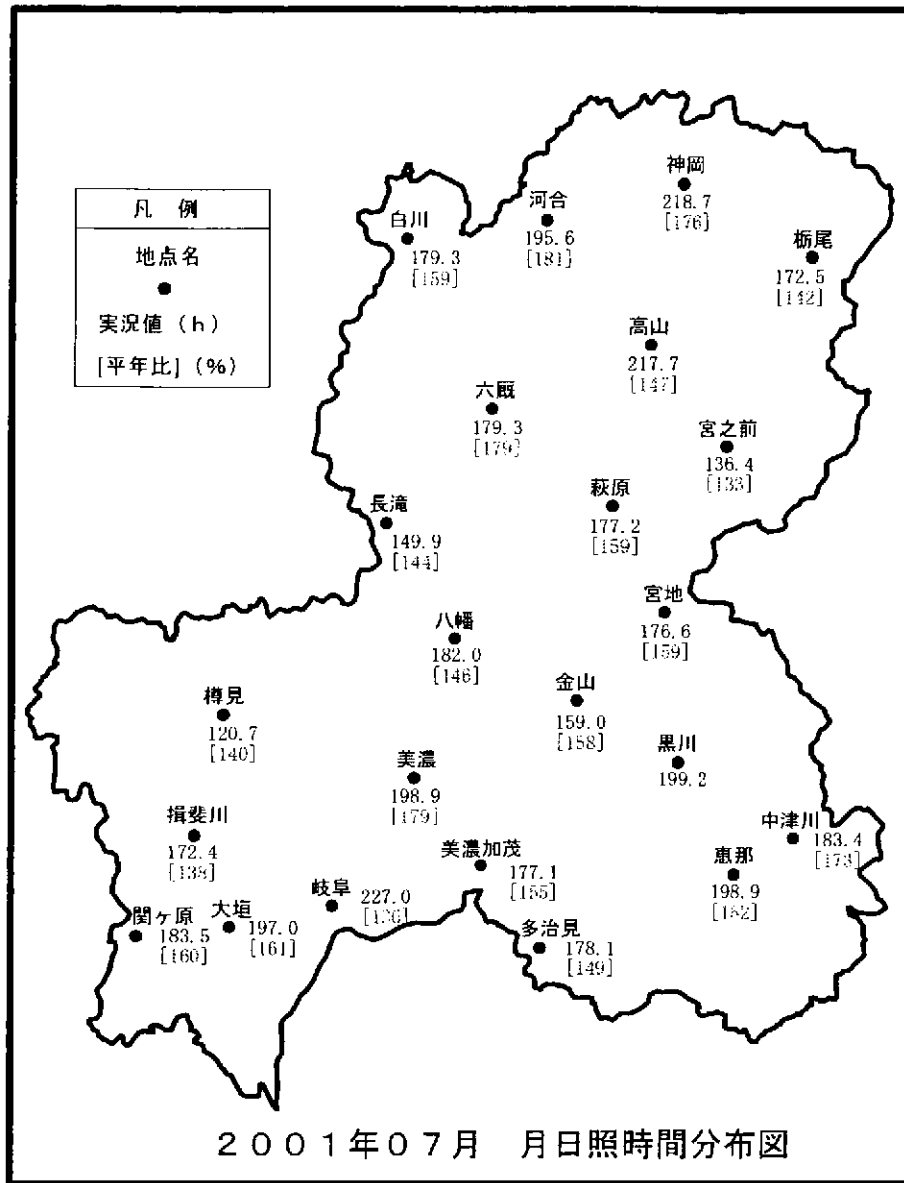 凡 例
地点名
実況値（h）
[平年比]（%）
神岡
218.7
[176]
河合
195.6
[181]
白川
179.3
[159]
栃尾
172.5
[142]
高山
217.7
[147]
六厩
179.3
[179]
宮之前
136.4
[133]
萩原
177.2
[159]
長滝
149.9
[144]
宮地
176.6
[159]
八幡
182.0
[146]
金山
159.0
[158]
樽見
120.7
[140]
黒川
199.2
美濃
198.9
[179]
揖斐川
172.4
[138]
中津川
183.4
[173]
美濃加茂
177.1
[155]
恵那
198.9
岐阜
227.0
大垣
197.0
[161]
関ヶ原
183.5
[160]
多治見
178.1
[149]
2001年07月 月日照時間分布図